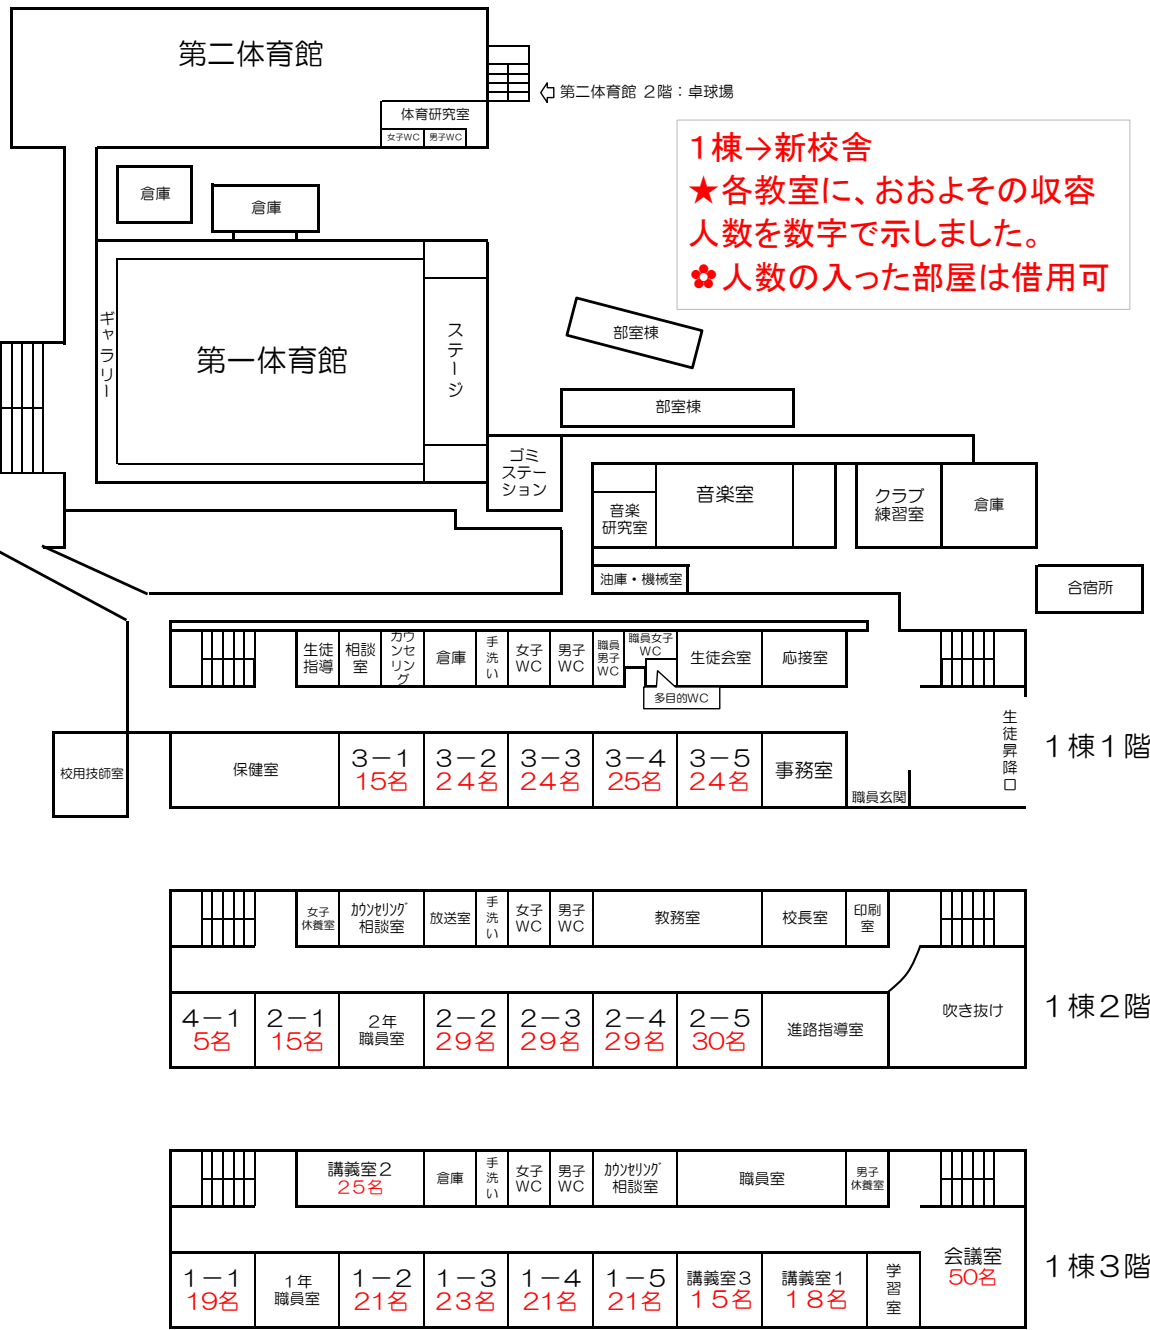 第二体育館
⇦第二体育館 2階：卓球場
体育研究室
女子WC
男子WC
1棟→新校舎
★各教室に、おおよその収容
人数を数字で示しました。
✿人数の入った部屋は借用可
倉庫
倉庫
ギャラリー
第一体育館
ステージ
部室棟
部室棟
ゴミ
ステー
ション
音楽
研究室
音楽室
クラブ
練習室
倉庫
油庫・機械室
合宿所
生徒
指導
相談
室
カウンセリング
倉庫
手洗い
女子
WC
男子
WC
職員
男子
WC
職員女子
WC
多目的WC
生徒会室
応接室
生徒昇降口
1棟1階
校用技師室
保健室
3－1
15名
3－2
24名
3－3
24名
3－4
25名
3－5
24名
事務室
職員玄関
女子
休養室
カウンセリング
相談室
放送室
手洗い
女子
WC
男子
WC
教務室
校長室
印刷
室
1棟2階
4－1
5名
2－1
15名
2年
職員室
2－2
29名
2－3
29名
2－4
29名
2－5
30名
進路指導室
吹き抜け
講義室2
25名
倉庫
手洗い
女子
WC
男子
WC
カウンセリング
相談室
職員室
男子
休養室
1棟3階
1－1
19名
1年
職員室
1－2
21名
1－3
23名
1－4
21名
1－5
21名
講義室3
15名
講義室1
18名
学習室
会議室
50名